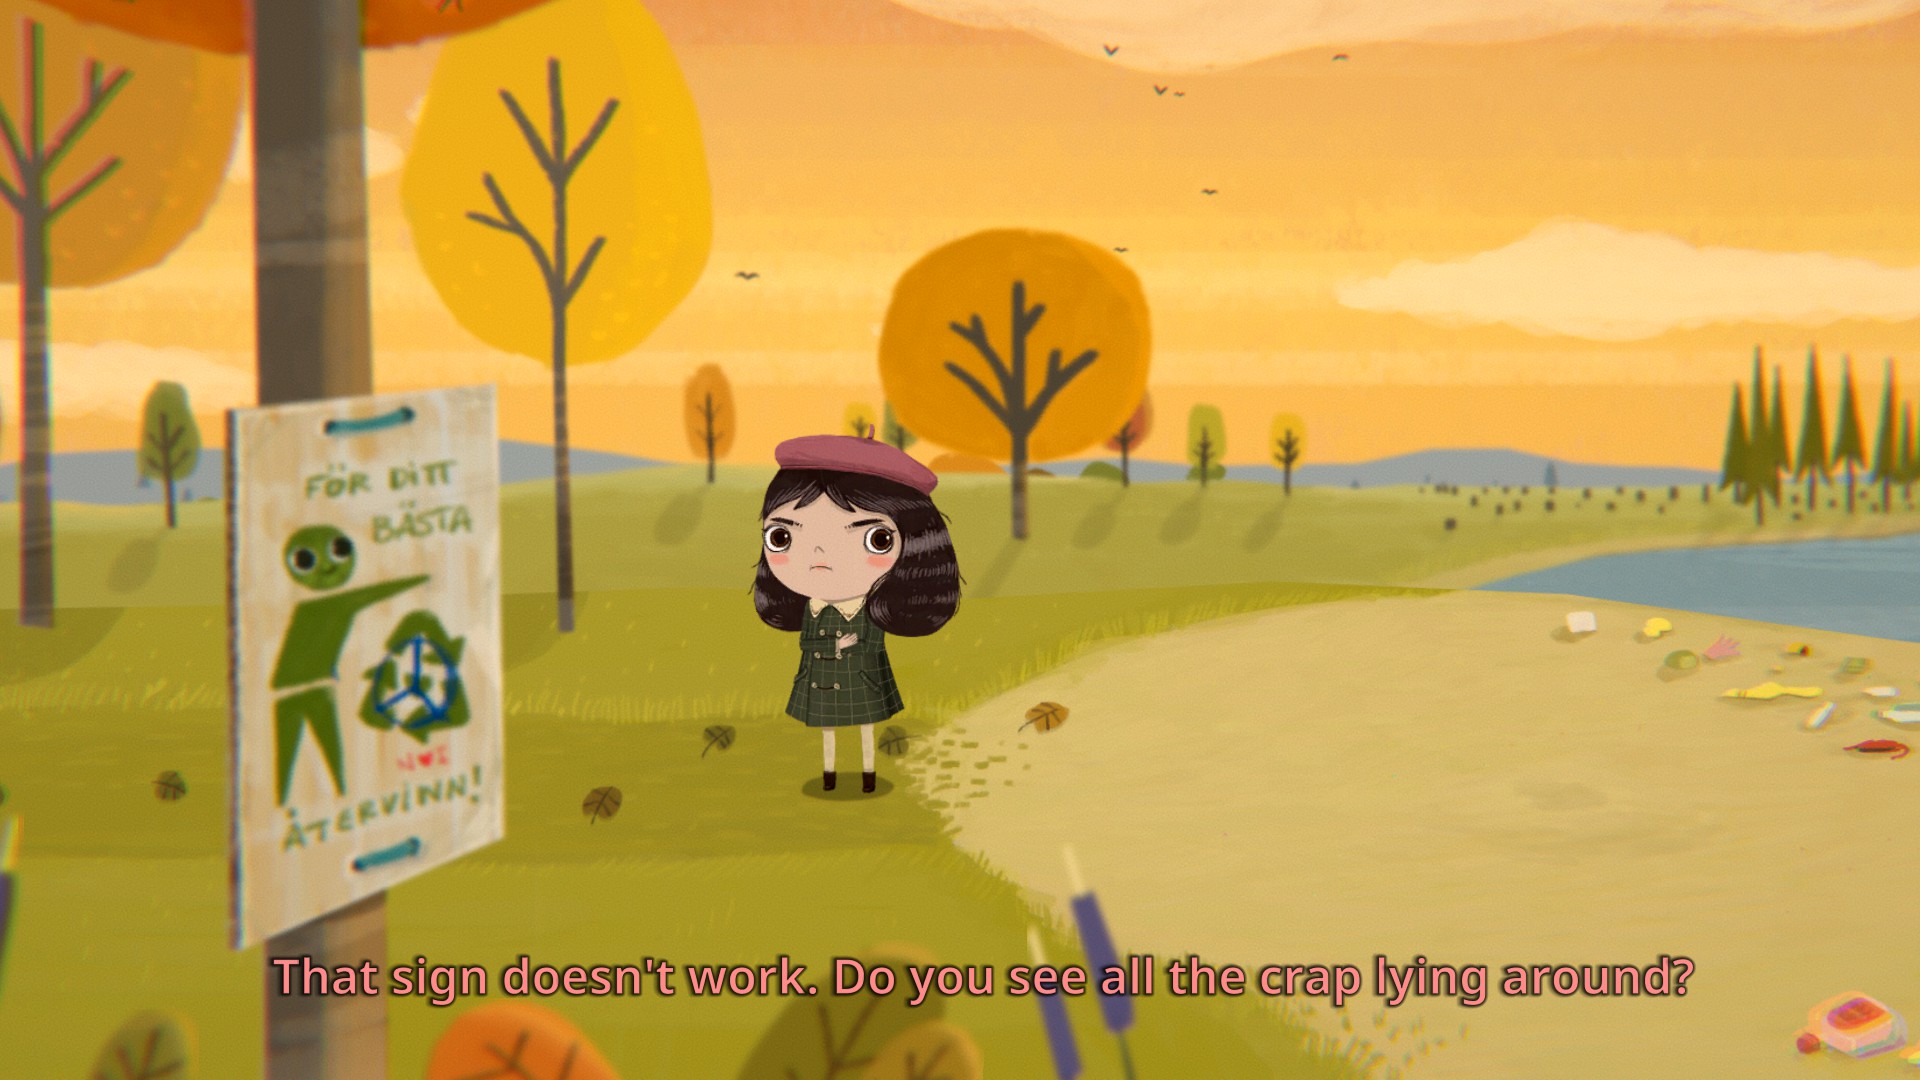 FÖR DITT
BÄSTA
ÅTERVINN!
That sign doesn't work. Do you see all the crap lying around?